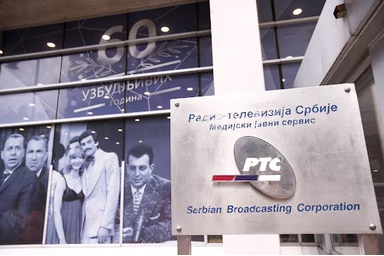 60
УЗБУДЉИВИХ
ГОДИНА
Радио-телевизија Србије
Медијски јавни сервис
РТС
Serbian Broadcasting Corporation